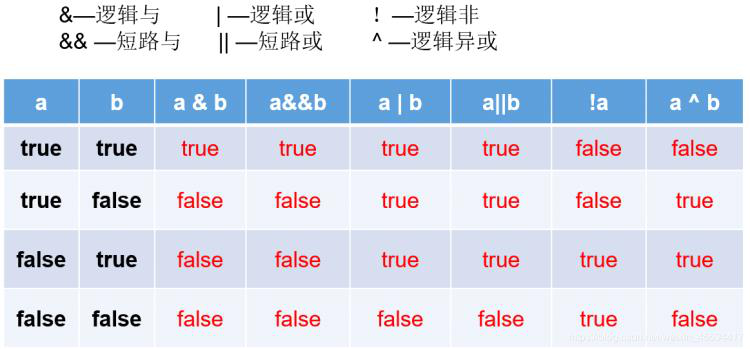 &—逻辑与 | —逻辑或 ! —逻辑非
&& —短路与 || —短路或 ^ —逻辑异或
a b a & b a&&b a | b a||b !a a ^ b
true true true true true true false false
true false false false true true false true
false true false false true true true true
false false false false false false true false